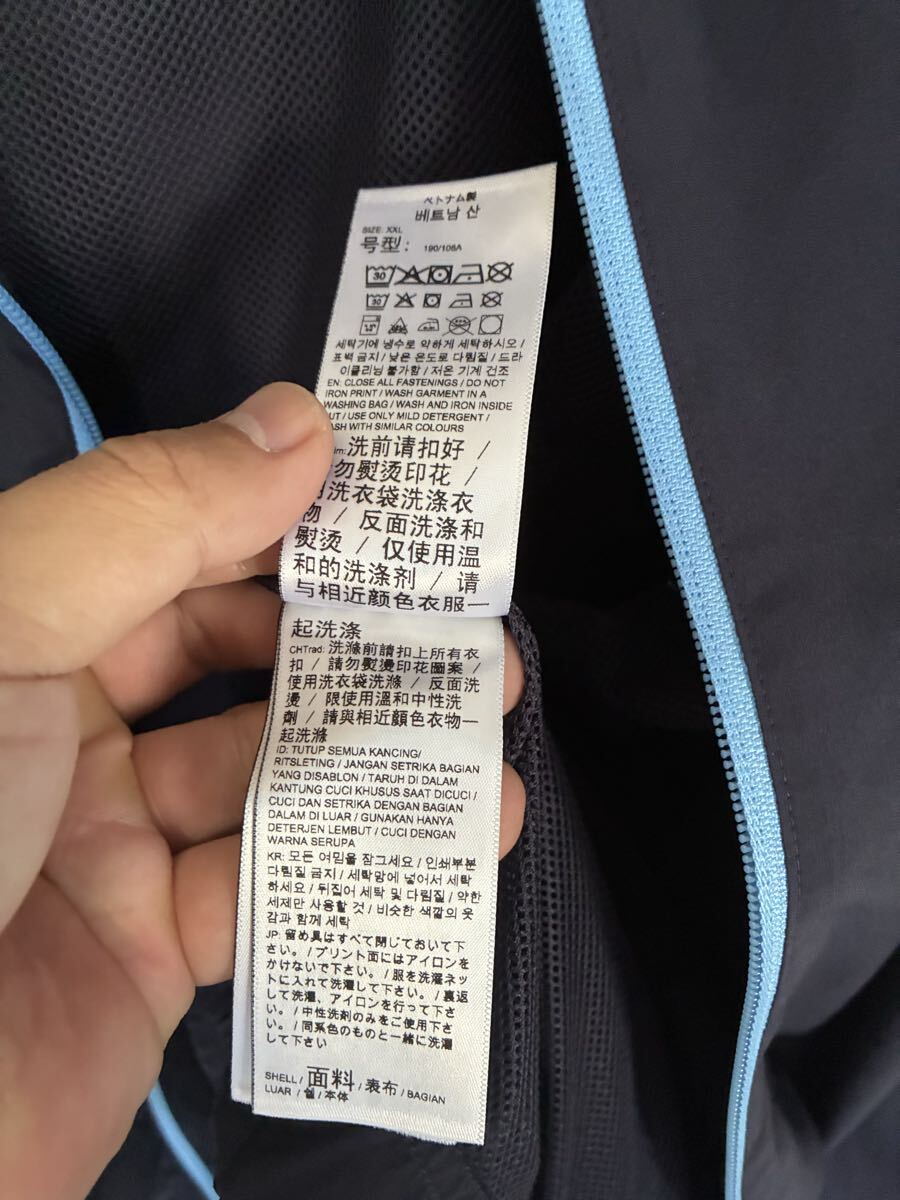 ベトナム製
베트남 산
SIZE: XXL
号型: 190/108A
30
30
세탁기에 냉수로 약하게 세탁하시오 /
표백 금지 / 낮은 온도로 다림질 / 드라
이클리닝 불가함 / 저온 기계 건조
EN: CLOSE ALL FASTENINGS / DO NOT
IRON PRINT / WASH GARMENT IN A
WASHING BAG / WASH AND IRON INSIDE
UT / USE ONLY MILD DETERGENT /
ASH WITH SIMILAR COLOURS
im: 洗前请扣好 /
勿熨烫印花 /
洗衣袋洗涤衣
物 / 反面洗涤和
熨烫 / 仅使用温
和的洗涤剂 / 请
与相近颜色衣服一
起洗涤
CHTrad: 洗滌前請扣上所有衣
扣 / 請勿熨燙印花圖案 /
使用洗衣袋洗滌 / 反面洗
燙 / 限使用溫和中性洗
劑 / 請與相近顏色衣物一
起洗滌
ID: TUTUP SEMUA KANCING/
RITSLETING / JANGAN SETRIKA BAGIAN
YANG DISABLON / TARUH DI DALAM
KANTUNG CUCI KHUSUS SAAT DICUCI /
CUCI DAN SETRIKA DENGAN BAGIAN
DALAM DI LUAR / GUNAKAN HANYA
DETERJEN LEMBUT / CUCI DENGAN
WARNA SERUPA
KR: 모든 여밈을 잠그세요 / 인쇄부분
다림질 금지 / 세탁망에 넣어서 세탁
하세요 / 뒤집어 세탁 및 다림질 / 약한
세제만 사용할 것 / 비슷한 색깔의 옷
감과 함께 세탁
JP: 留め具はすべて閉じておいて下
さい。/ プリント面にはアイロンを
かけないで下さい。/ 服を洗濯ネッ
トに入れて洗濯して下さい。/ 裏返
して洗濯、アイロンを行って下さ
い。/ 中性洗剤のみをご使用下さ
い。/ 同系色のものと一緒に洗濯
して下さい
SHELL / 面料 / 表布 / BAGIAN
LUAR / 쉘 / 本体